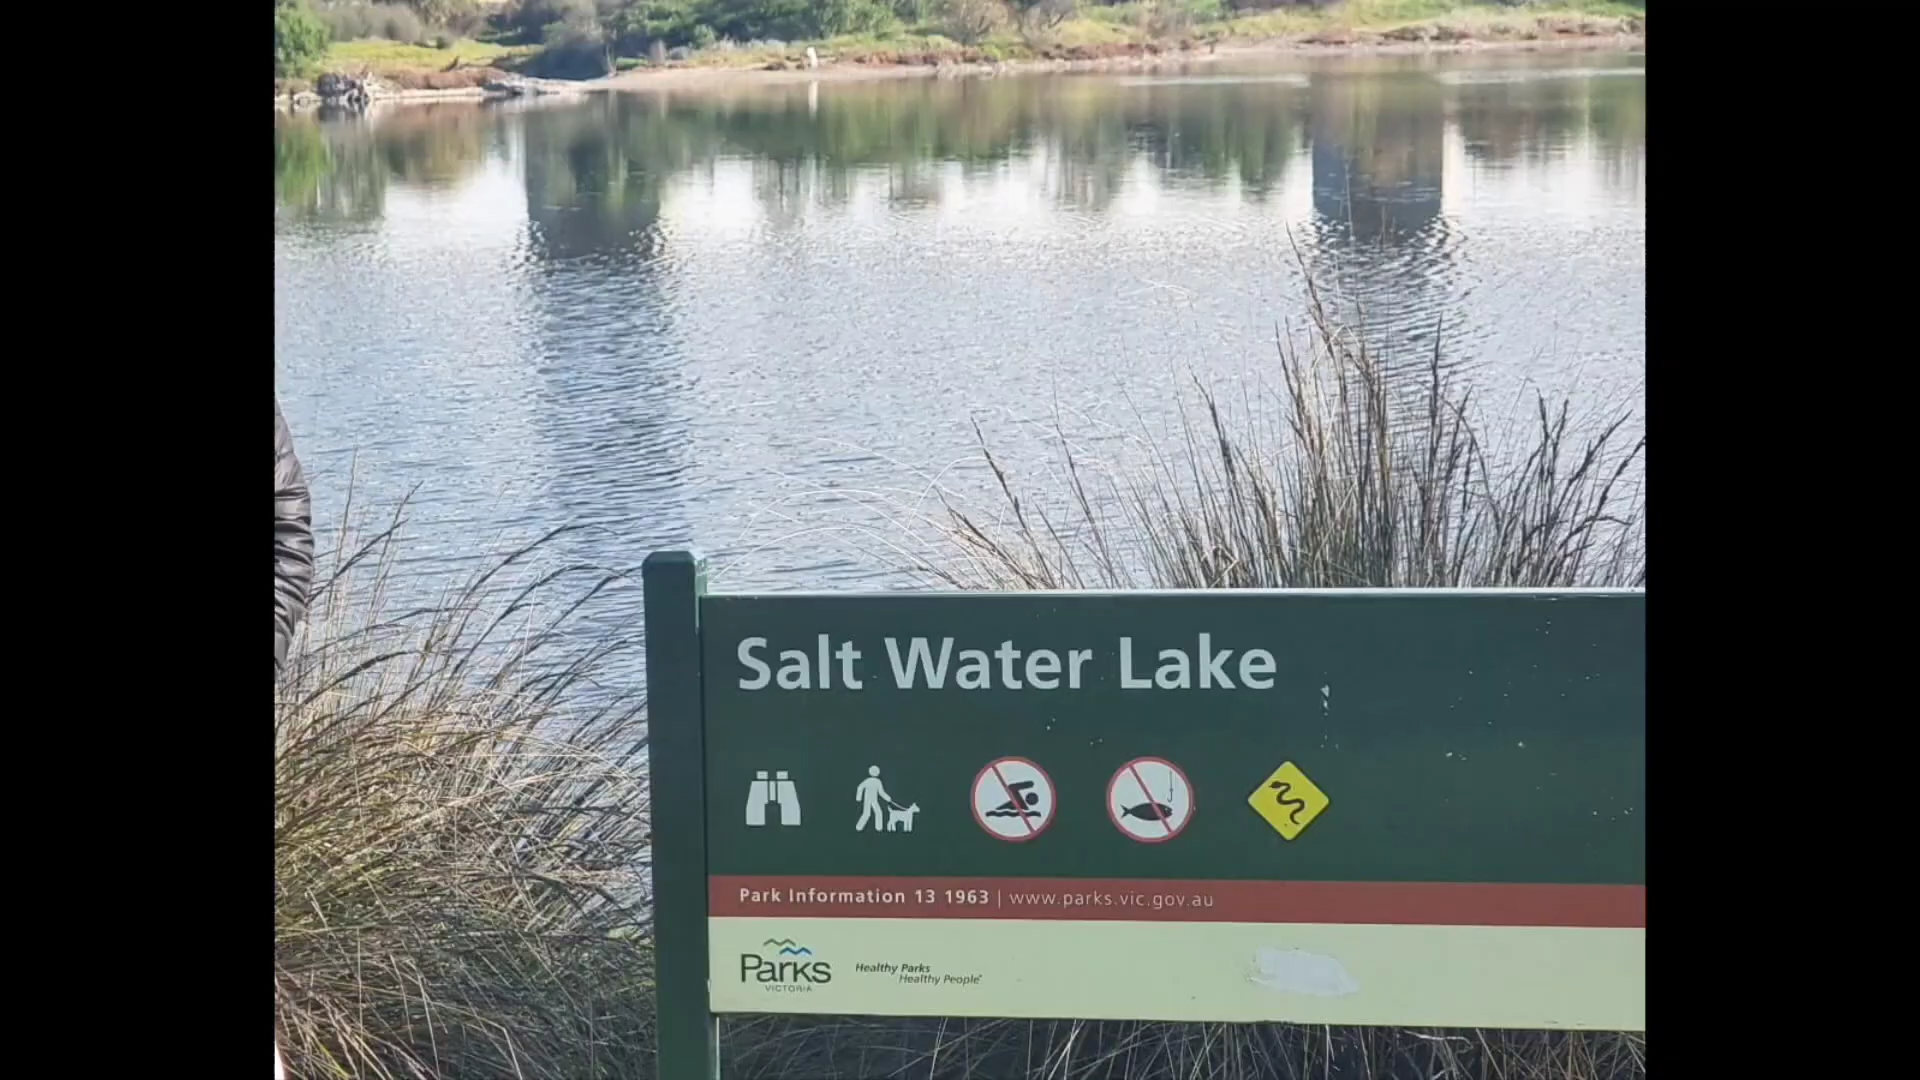 Salt Water Lake
Park Information 13 1963 | www.parks.vic.gov.au
Parks
VICTORIA
Healthy Parks
Healthy People®